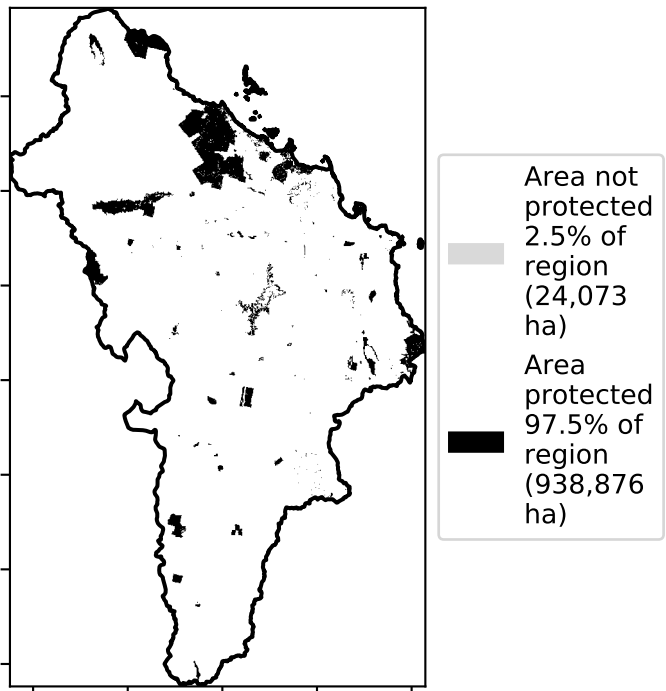 Area not
protected
2.5% of
region
(24,073
ha)
Area
protected
97.5% of
region
(938,876
ha)